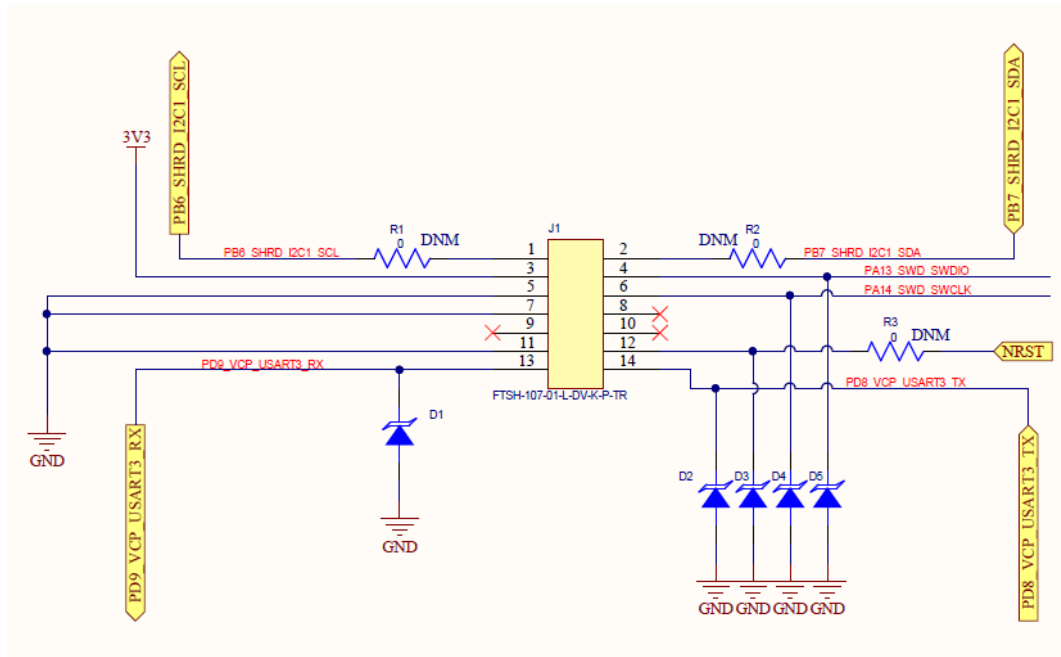 PB6_SHRD_I2C1_SCL
PB7_SHRD_I2C1_SDA
3V3
J1
R1
0
DNM
R2
0
DNM
PB6_SHRD_I2C1_SCL
1
2
PB7_SHRD_I2C1_SDA
3
4
PA13_SWD_SWDIO
5
6
PA14_SWD_SWCLK
7
8
9
10
R3
0
DNM
11
12
NRST
PD9_VCP_USART3_RX
13
14
PD8_VCP_USART3_TX
FTSH-107-01-L-DV-K-P-TR
D1
GND
PD9_VCP_USART3_RX
PD8_VCP_USART3_TX
D2
D3
D4
D5
GND
GND
GND
GND
GND